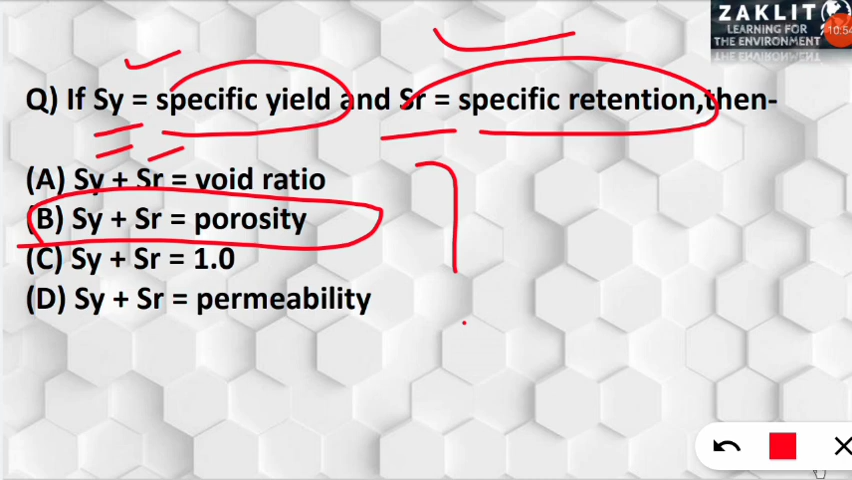 ZAKLIT
LEARNING FOR
THE ENVIRONMENT
10:54
Q) If Sy = specific yield and Sr = specific retention,then-
(A) Sy + Sr = void ratio
(B) Sy + Sr = porosity
(C) Sy + Sr = 1.0
(D) Sy + Sr = permeability